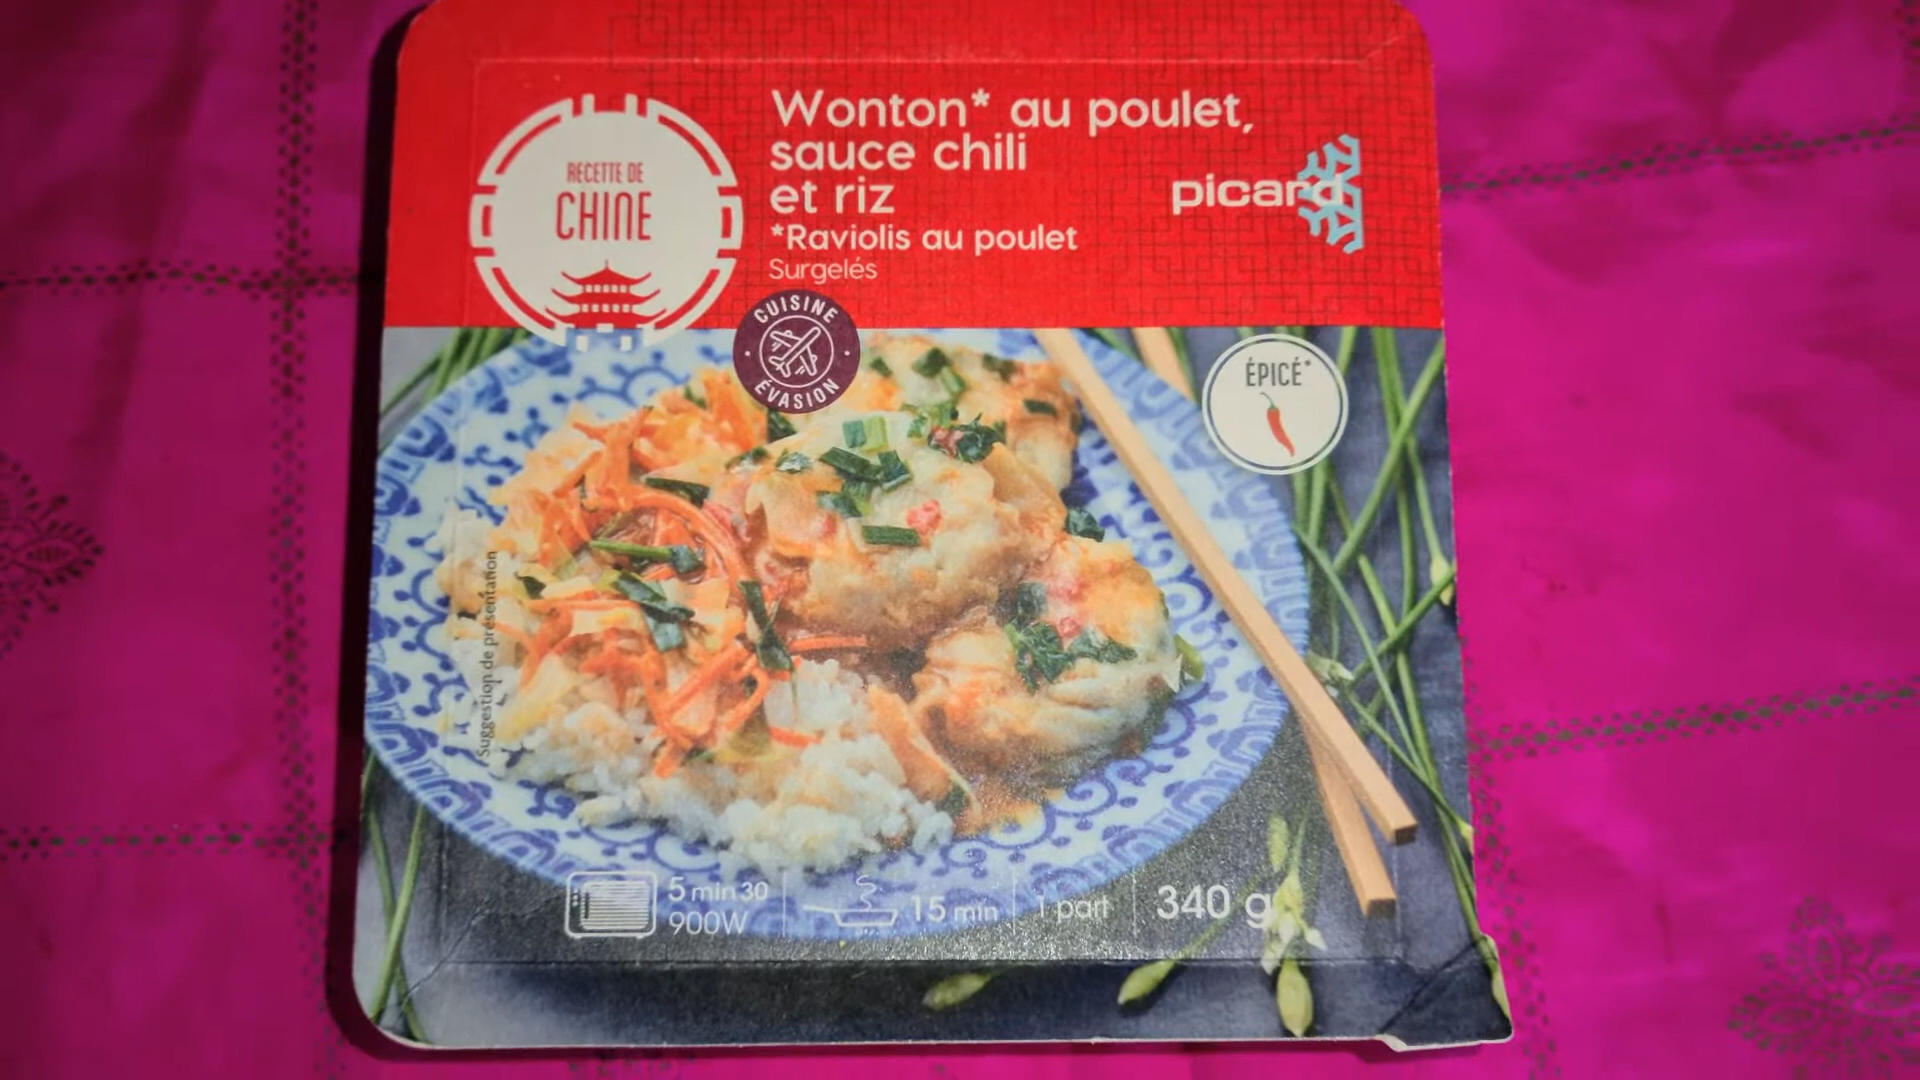 Wonton* au poulet,
sauce chili
et riz
*Raviolis au poulet
Surgelés
RECETTE DE
CHINE
picard
CUISINE
ÉVASION
ÉPICÉ*
Suggestion de présentation
5 min 30
900W
15 min
1 part
340 g